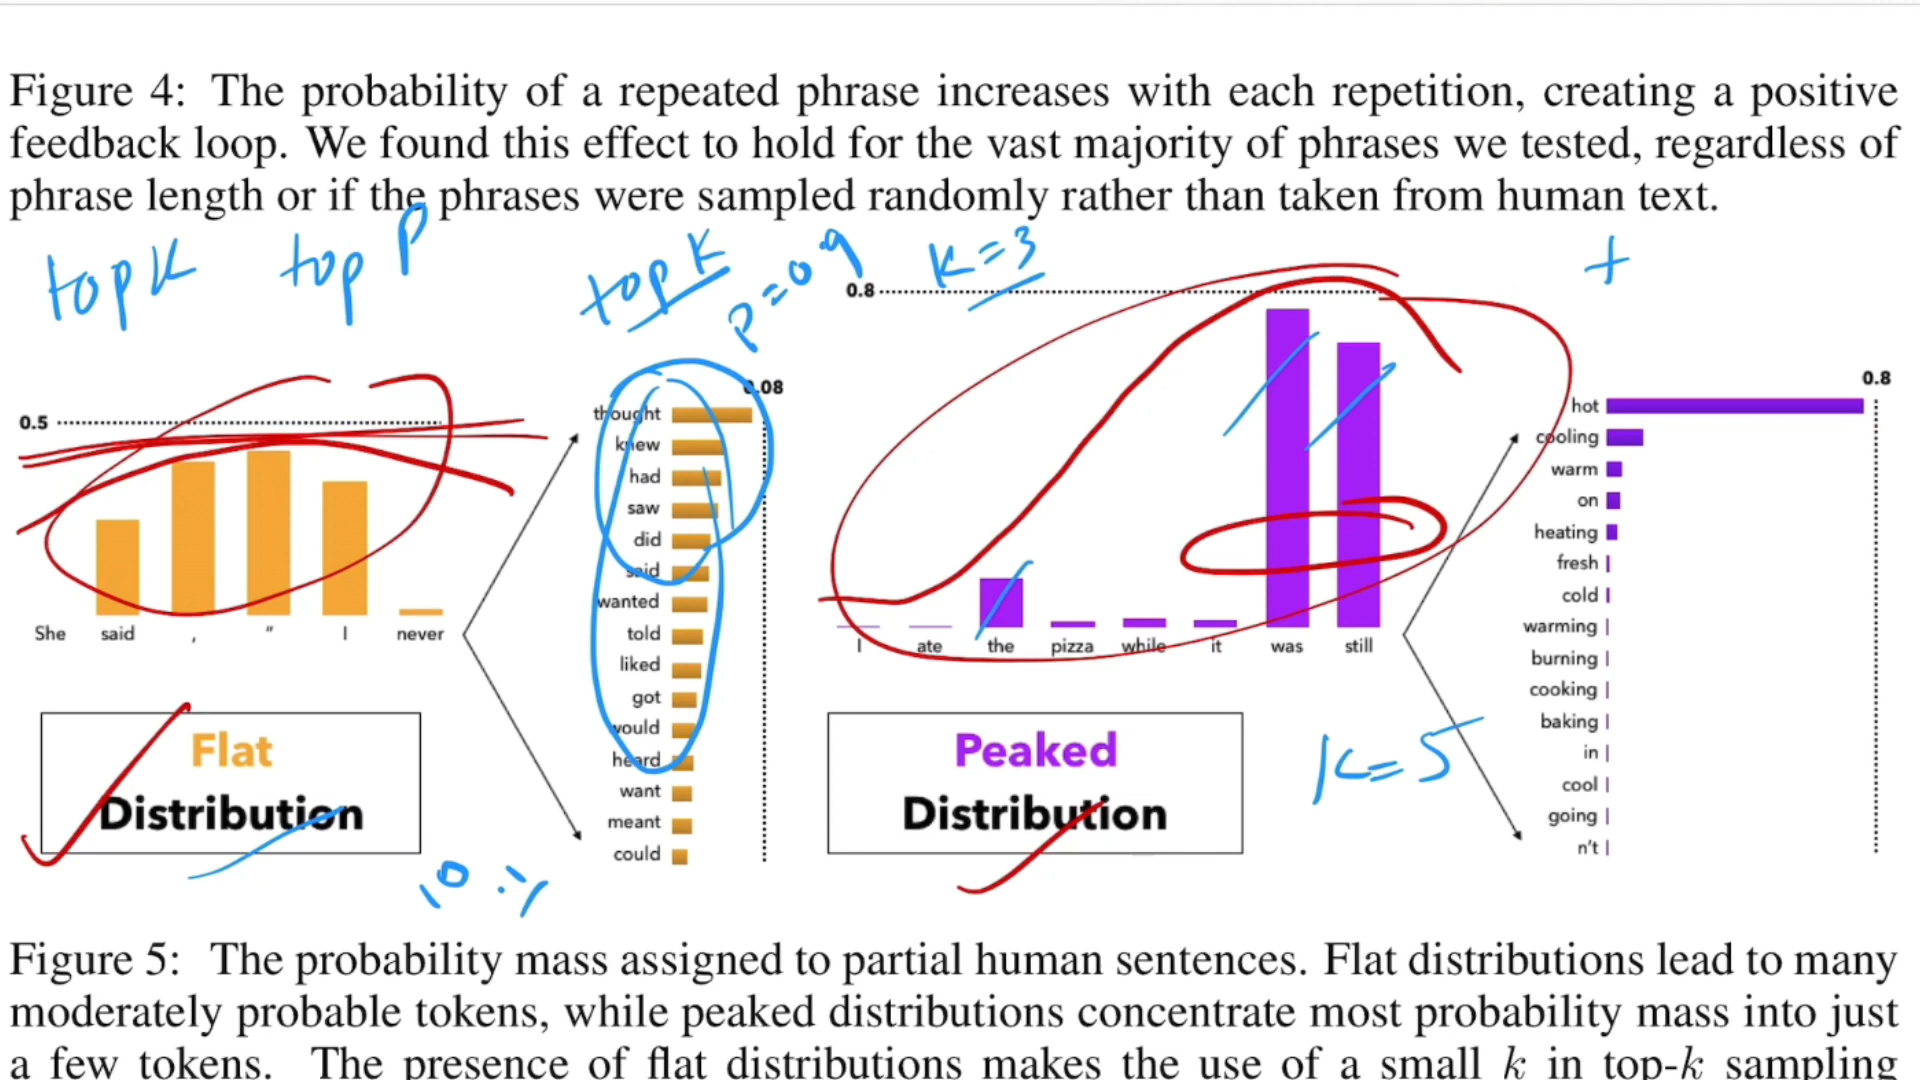 Figure 4: The probability of a repeated phrase increases with each repetition, creating a positive
feedback loop. We found this effect to hold for the vast majority of phrases we tested, regardless of
phrase length or if the phrases were sampled randomly rather than taken from human text.
top K
top P
top K
P=0.9
K=3
+
0.5
She said , " I never
0.08
thought
knew
had
saw
did
said
wanted
told
liked
got
would
heard
want
meant
could
0.8
I ate the pizza while it was still
0.8
hot
cooling
warm
on
heating
fresh
cold
warming
burning
cooking
baking
in
cool
going
n't
Flat
Distribution
Peaked
Distribution
K=5
Figure 5: The probability mass assigned to partial human sentences. Flat distributions lead to many
moderately probable tokens, while peaked distributions concentrate most probability mass into just
a few tokens. The presence of flat distributions makes the use of a small k in top-k sampling